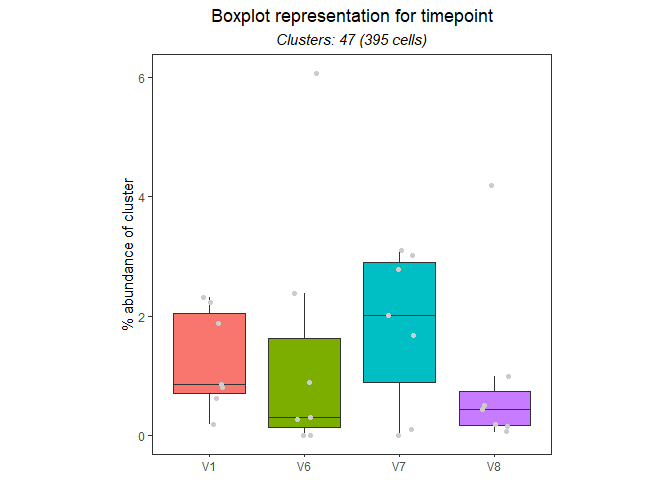 Boxplot representation for timepoint
Clusters: 47 (395 cells)
% abundance of cluster
6
4
2
0
V1 V6 V7 V8